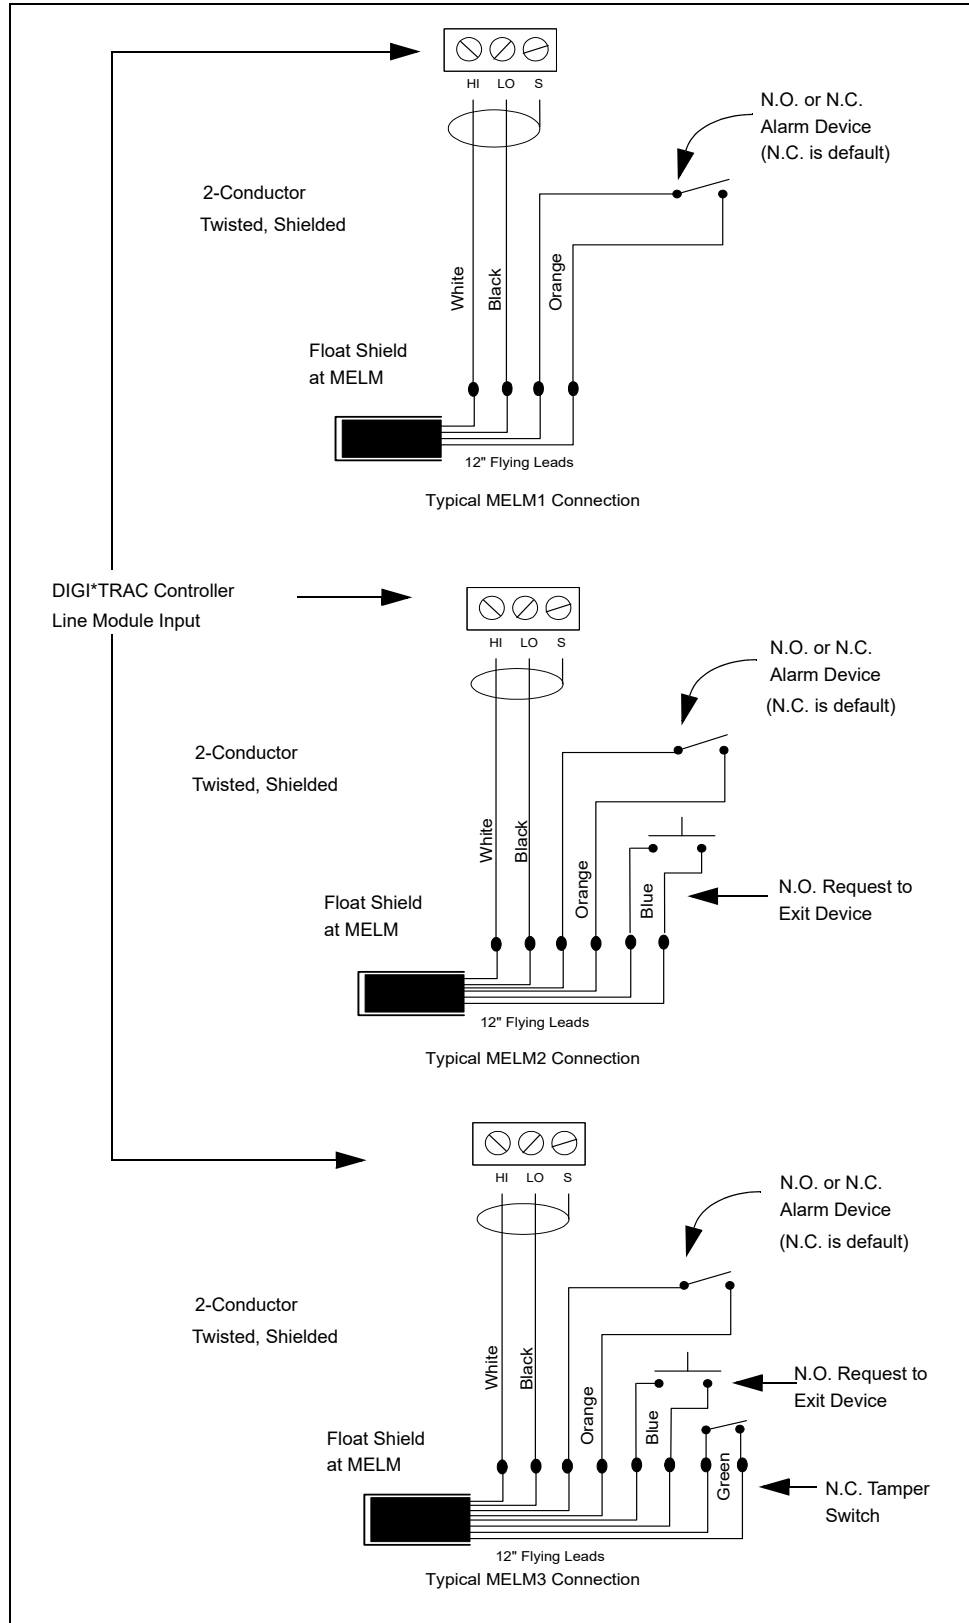 HI LO S
N.O. or N.C.
Alarm Device
(N.C. is default)
2-Conductor
Twisted, Shielded
White
Black
Orange
Float Shield
at MELM
12" Flying Leads
Typical MELM1 Connection
DIGI*TRAC Controller
Line Module Input
HI LO S
N.O. or N.C.
Alarm Device
(N.C. is default)
2-Conductor
Twisted, Shielded
White
Black
Orange
Blue
N.O. Request to
Exit Device
Float Shield
at MELM
12" Flying Leads
Typical MELM2 Connection
HI LO S
N.O. or N.C.
Alarm Device
(N.C. is default)
2-Conductor
Twisted, Shielded
White
Black
Orange
Blue
Green
N.O. Request to
Exit Device
Float Shield
at MELM
N.C. Tamper
Switch
12" Flying Leads
Typical MELM3 Connection